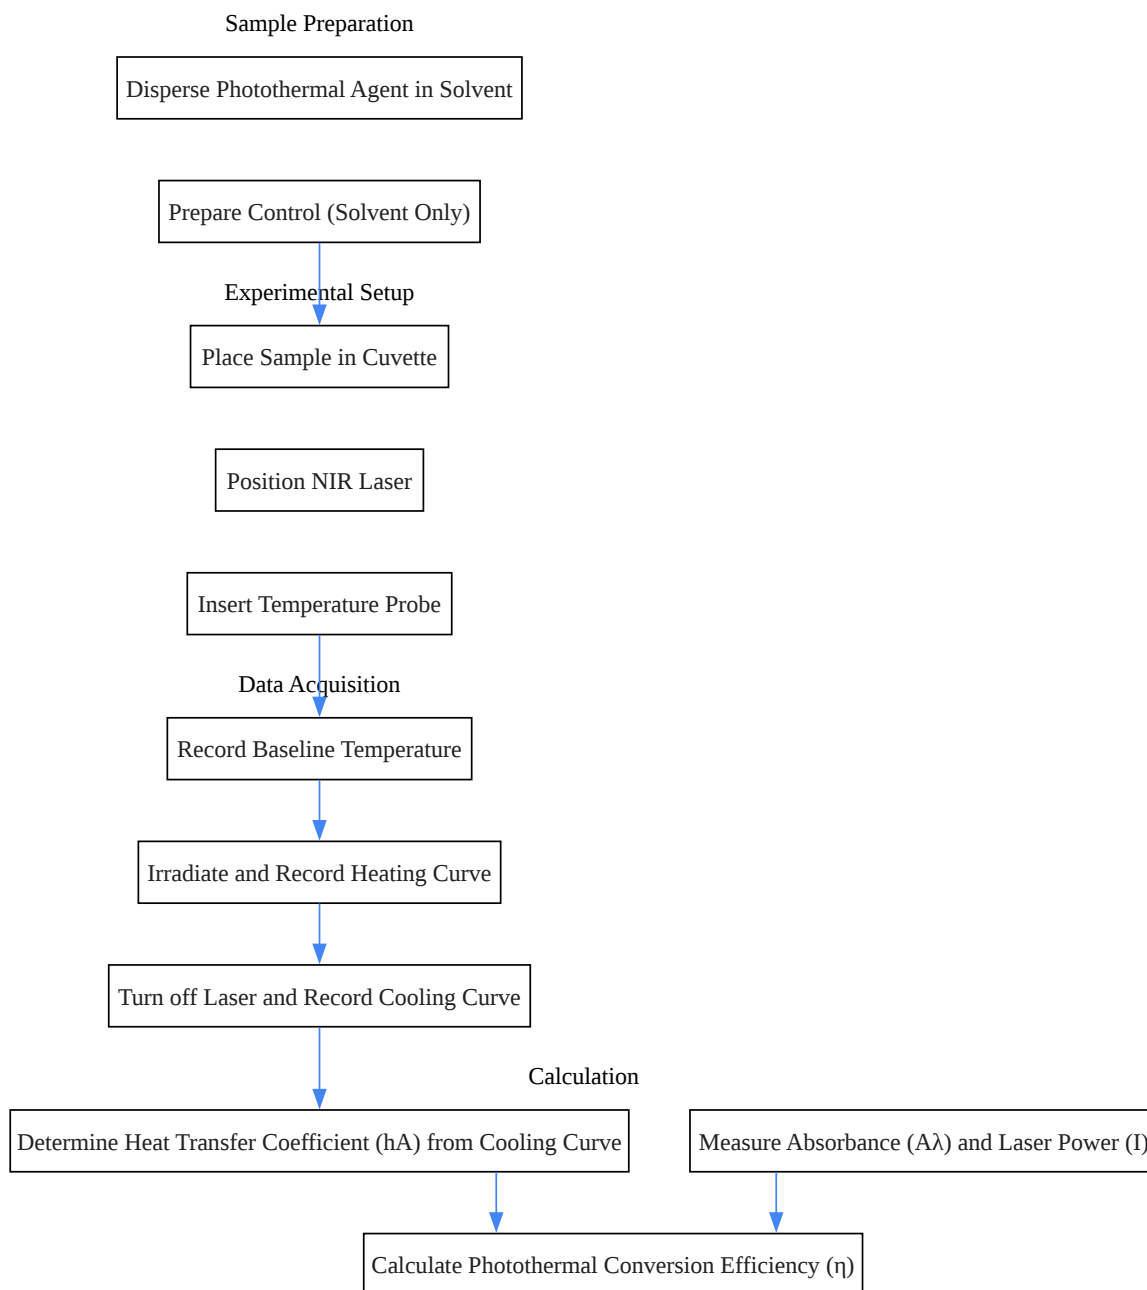 Sample Preparation
Disperse Photothermal Agent in Solvent
Prepare Control (Solvent Only)
Experimental Setup
Place Sample in Cuvette
Position NIR Laser
Insert Temperature Probe
Data Acquisition
Record Baseline Temperature
Irradiate and Record Heating Curve
Turn off Laser and Record Cooling Curve
Calculation
Determine Heat Transfer Coefficient (hA) from Cooling Curve
Measure Absorbance (Aλ) and Laser Power (I)
Calculate Photothermal Conversion Efficiency (η)